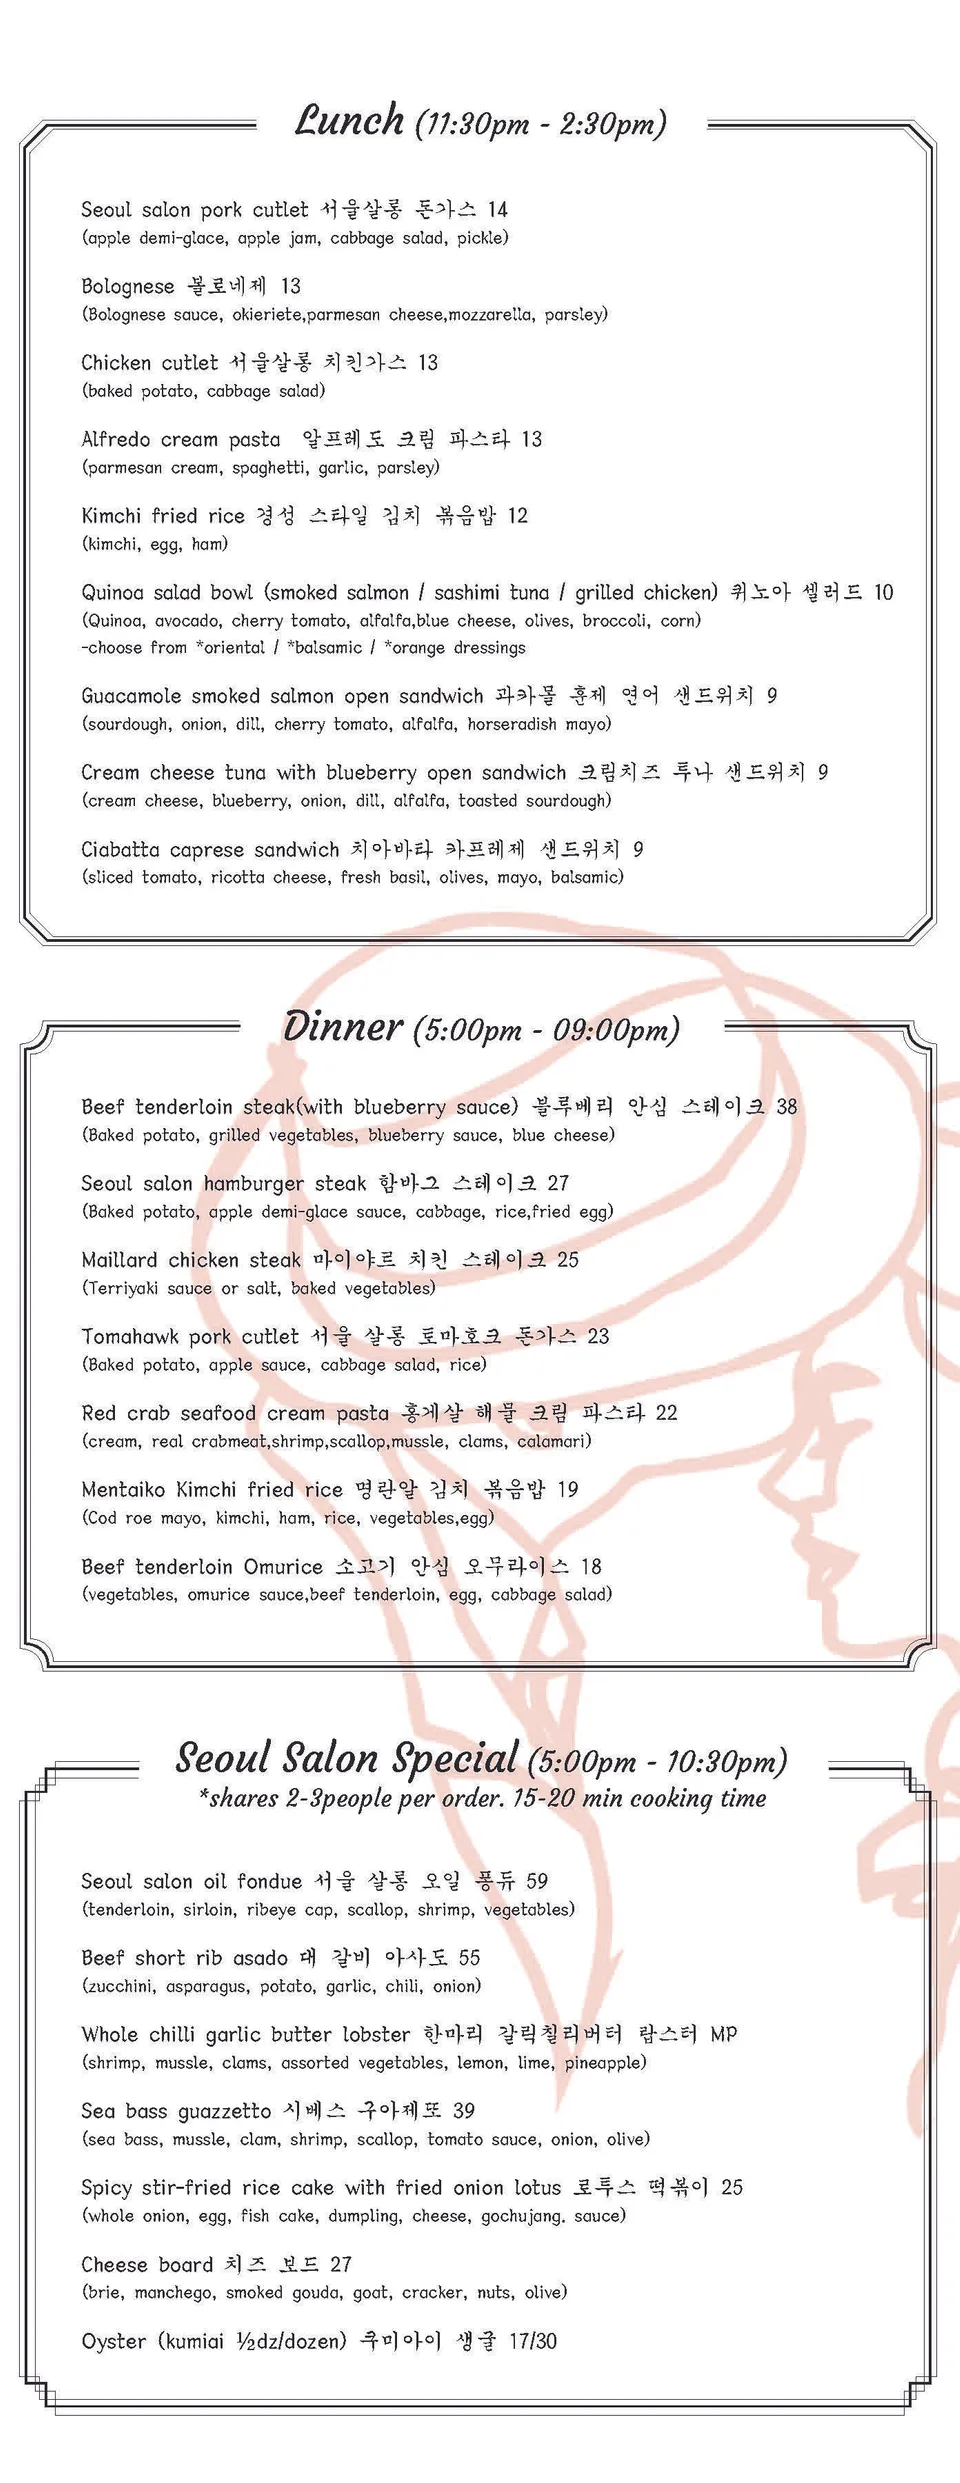 Lunch (11:30pm - 2:30pm)
Seoul salon pork cutlet 서울살롱 돈가스 14
(apple demi-glace, apple jam, cabbage salad, pickle)
Bolognese 볼로네제 13
(Bolognese sauce, okieriete,parmesan cheese,mozzarella, parsley)
Chicken cutlet 서울살롱 치킨가스 13
(baked potato, cabbage salad)
Alfredo cream pasta 알프레도 크림 파스타 13
(parmesan cream, spaghetti, garlic, parsley)
Kimchi fried rice 경성 스타일 김치 볶음밥 12
(kimchi, egg, ham)
Quinoa salad bowl (smoked salmon / sashimi tuna / grilled chicken) 퀴노아 샐러드 10
(Quinoa, avocado, cherry tomato, alfalfa,blue cheese, olives, broccoli, corn)
-choose from *oriental / *balsamic / *orange dressings
Guacamole smoked salmon open sandwich 과카몰 훈제 연어 샌드위치 9
(sourdough, onion, dill, cherry tomato, alfalfa, horseradish mayo)
Cream cheese tuna with blueberry open sandwich 크림치즈 투나 샌드위치 9
(cream cheese, blueberry, onion, dill, alfalfa, toasted sourdough)
Ciabatta caprese sandwich 치아바타 카프레제 샌드위치 9
(sliced tomato, ricotta cheese, fresh basil, olives, mayo, balsamic)
Dinner (5:00pm - 09:00pm)
Beef tenderloin steak(with blueberry sauce) 블루베리 안심 스테이크 38
(Baked potato, grilled vegetables, blueberry sauce, blue cheese)
Seoul salon hamburger steak 함바그 스테이크 27
(Baked potato, apple demi-glace sauce, cabbage, rice,fried egg)
Maillard chicken steak 마이야르 치킨 스테이크 25
(Terriyaki sauce or salt, baked vegetables)
Tomahawk pork cutlet 서울 살롱 토마호크 돈가스 23
(Baked potato, apple sauce, cabbage salad, rice)
Red crab seafood cream pasta 홍게살 해물 크림 파스타 22
(cream, real crabmeat,shrimp,scallop,mussle, clams, calamari)
Mentaiko Kimchi fried rice 명란알 김치 볶음밥 19
(Cod roe mayo, kimchi, ham, rice, vegetables,egg)
Beef tenderloin Omurice 소고기 안심 오무라이스 18
(vegetables, omurice sauce,beef tenderloin, egg, cabbage salad)
Seoul Salon Special (5:00pm - 10:30pm)
*shares 2-3people per order. 15-20 min cooking time
Seoul salon oil fondue 서울 살롱 오일 퐁듀 59
(tenderloin, sirloin, ribeye cap, scallop, shrimp, vegetables)
Beef short rib asado 대 갈비 아사도 55
(zucchini, asparagus, potato, garlic, chili, onion)
Whole chilli garlic butter lobster 한마리 갈릭칠리버터 랍스터 MP
(shrimp, mussle, clams, assorted vegetables, lemon, lime, pineapple)
Sea bass guazzetto 시베스 구아제또 39
(sea bass, mussle, clam, shrimp, scallop, tomato sauce, onion, olive)
Spicy stir-fried rice cake with fried onion lotus 로투스 떡볶이 25
(whole onion, egg, fish cake, dumpling, cheese, gochujang. sauce)
Cheese board 치즈 보드 27
(brie, manchego, smoked gouda, goat, cracker, nuts, olive)
Oyster (kumiai ½dz/dozen) 쿠미아이 생굴 17/30